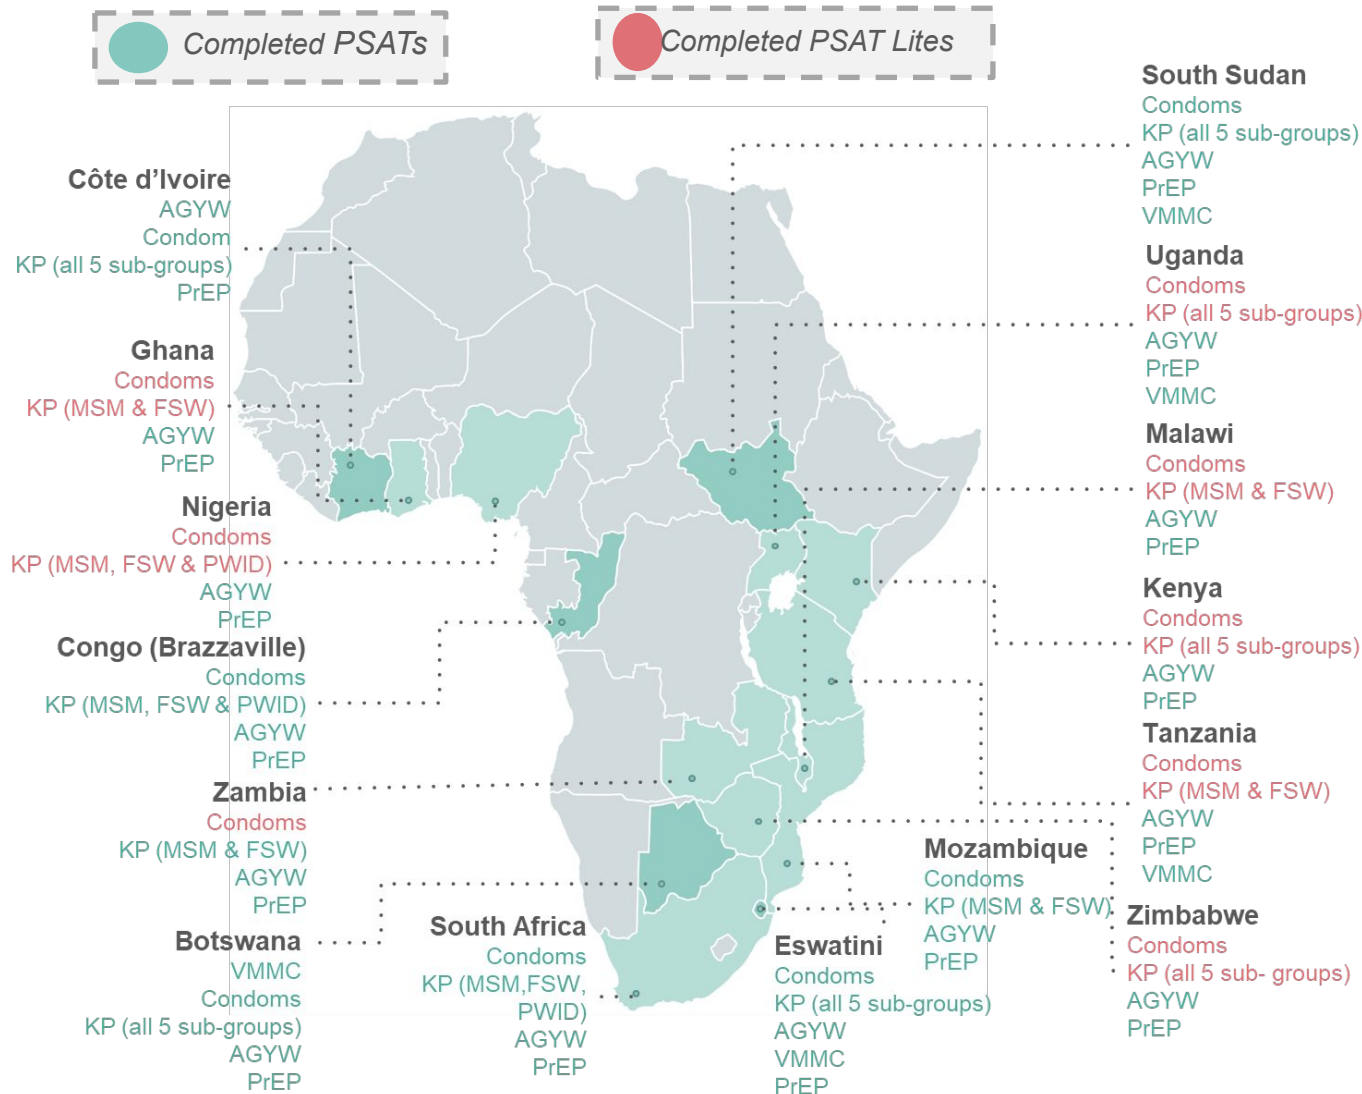 Completed PSATs
Completed PSAT Lites
Côte d’Ivoire
AGYW
Condom
KP (all 5 sub-groups)
PrEP
Ghana
Condoms
KP (MSM & FSW)
AGYW
PrEP
Nigeria
Condoms
KP (MSM, FSW & PWID)
AGYW
PrEP
Congo (Brazzaville)
Condoms
KP (MSM, FSW & PWID)
AGYW
PrEP
Zambia
Condoms
KP (MSM & FSW)
AGYW
PrEP
Botswana
VMMC
Condoms
KP (all 5 sub-groups)
AGYW
PrEP
South Africa
Condoms
KP (MSM,FSW,
PWID)
AGYW
PrEP
Eswatini
Condoms
KP (all 5 sub-groups)
AGYW
VMMC
PrEP
Mozambique
Condoms
KP (MSM & FSW)
AGYW
PrEP
South Sudan
Condoms
KP (all 5 sub-groups)
AGYW
PrEP
VMMC
Uganda
Condoms
KP (all 5 sub-groups)
AGYW
PrEP
VMMC
Malawi
Condoms
KP (MSM & FSW)
AGYW
PrEP
Kenya
Condoms
KP (all 5 sub-groups)
AGYW
PrEP
Tanzania
Condoms
KP (MSM & FSW)
AGYW
PrEP
VMMC
Zimbabwe
Condoms
KP (all 5 sub- groups)
AGYW
PrEP